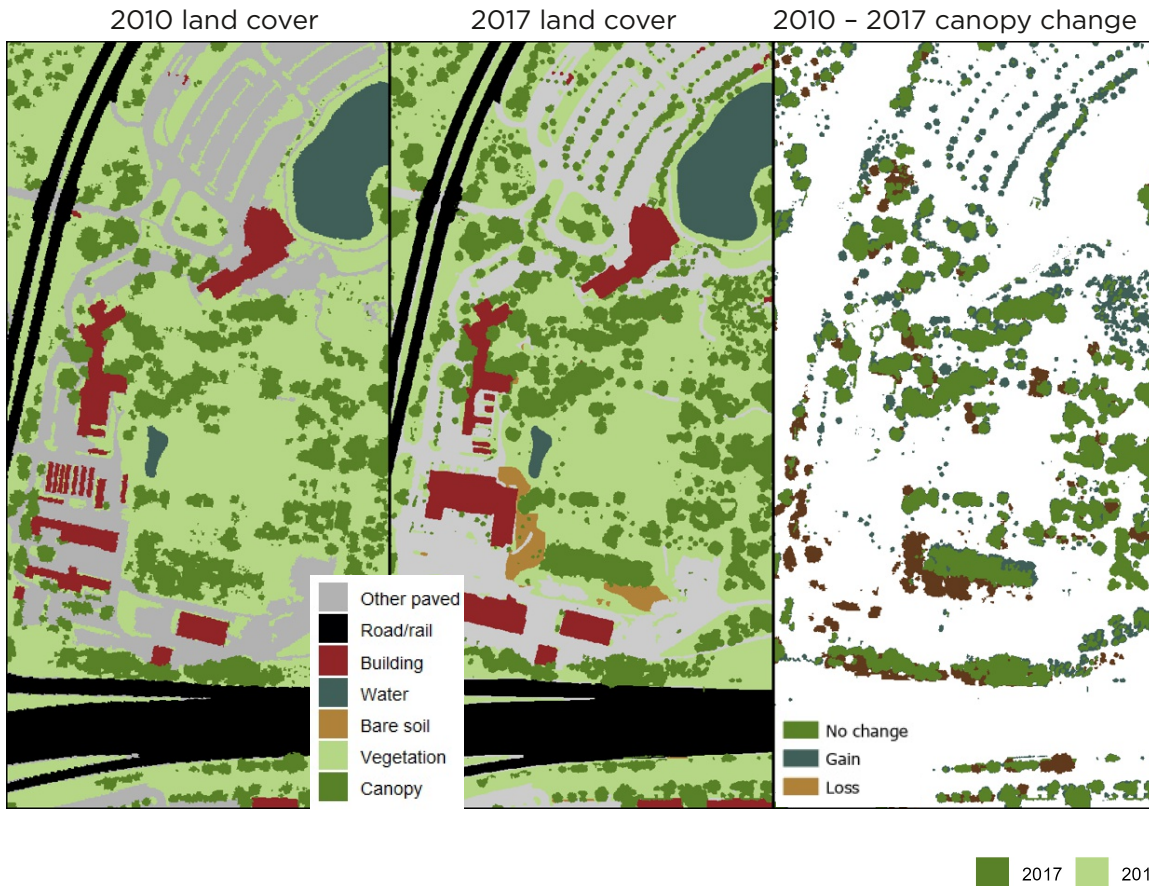 2010 land cover
2017 land cover
2010 – 2017 canopy change
Other paved
Road/rail
Building
Water
Bare soil
Vegetation
Canopy
No change
Gain
Loss
2017
201